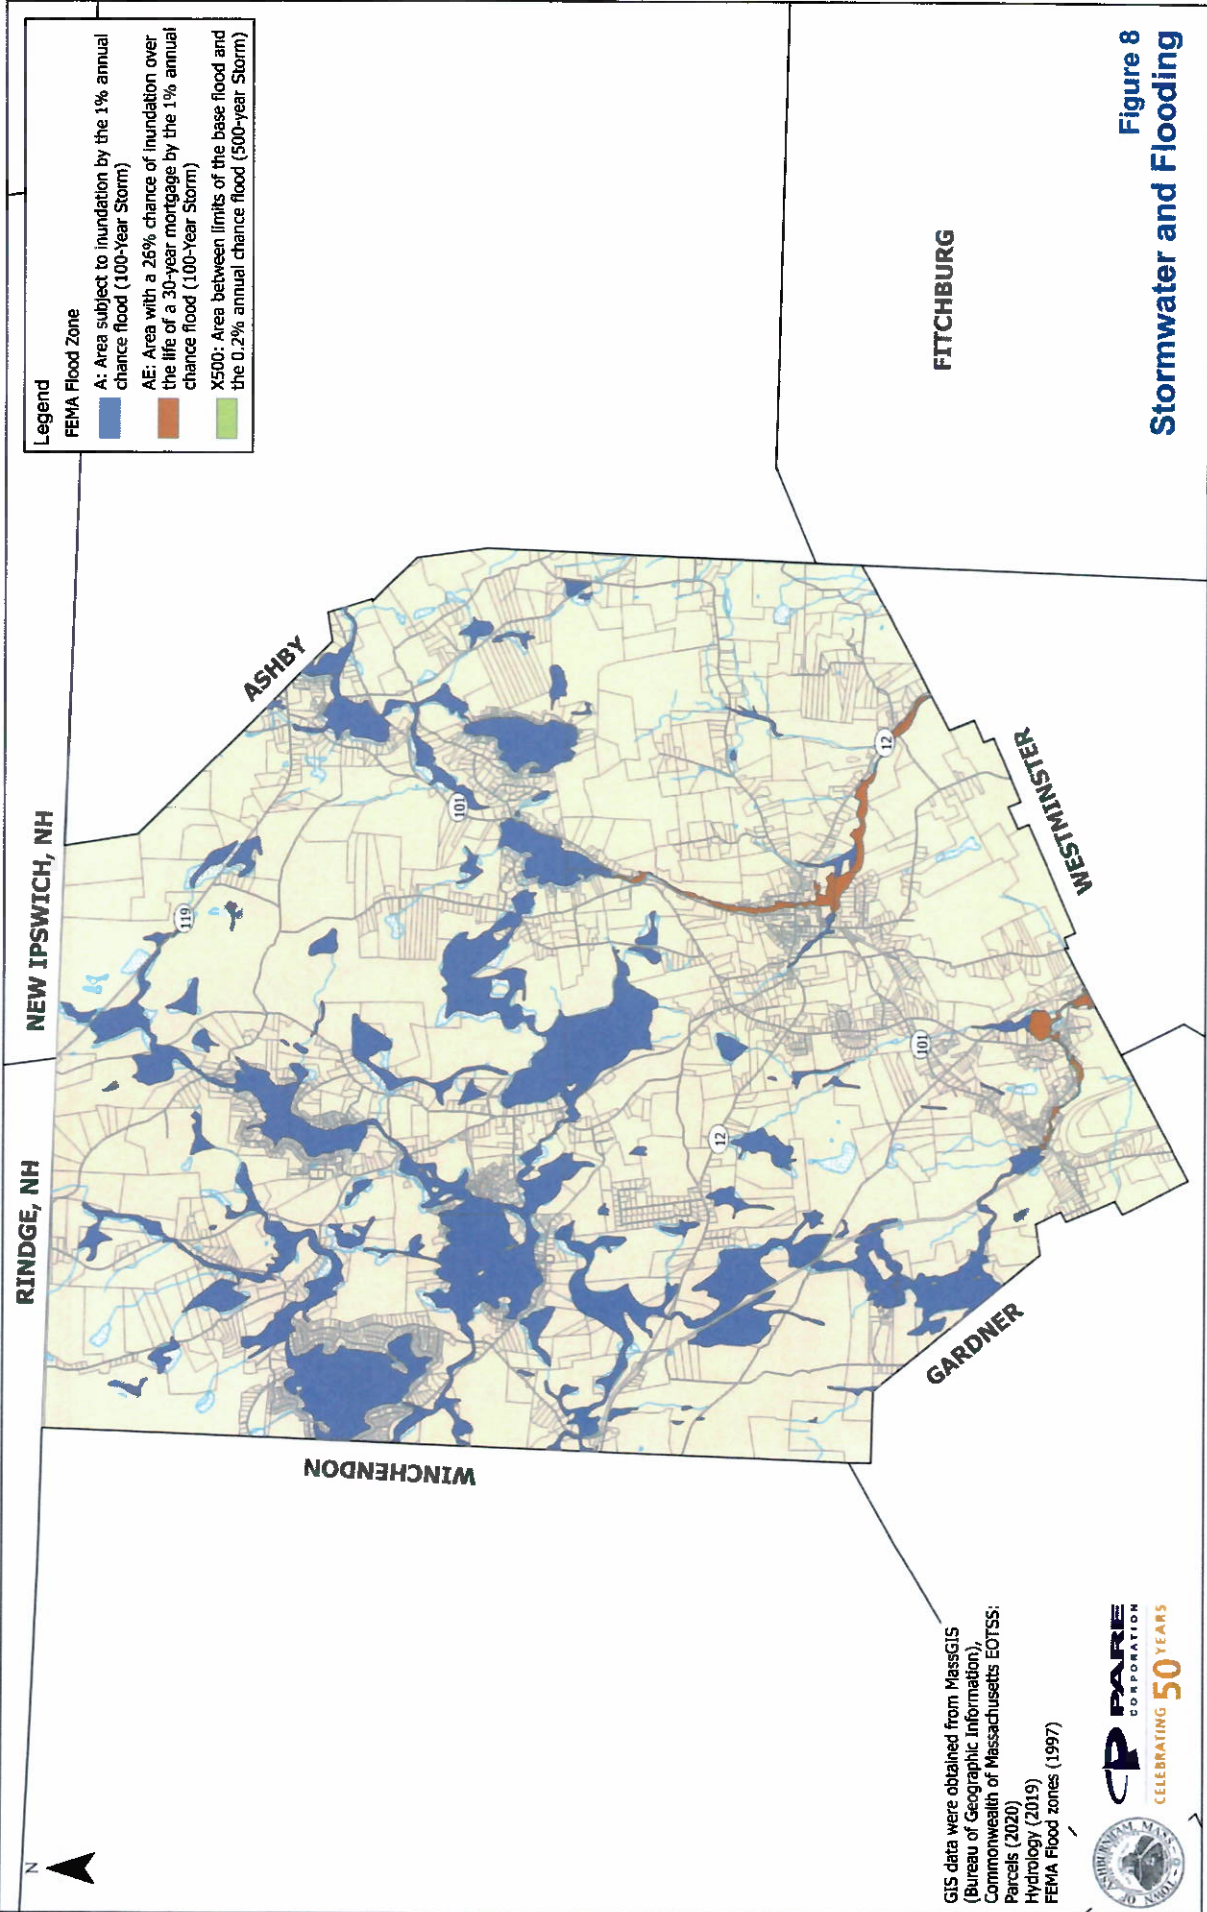 N
RINDGE, NH
NEW IPSWICH, NH
ASHBY
WINCHENDON
GARDNER
WESTMINSTER
FITCHBURG
119
101
12
12
101
Legend
FEMA Flood Zone
A: Area subject to inundation by the 1% annual
chance flood (100-Year Storm)
AE: Area with a 26% chance of inundation over
the life of a 30-year mortgage by the 1% annual
chance flood (100-Year Storm)
X500: Area between limits of the base flood and
the 0.2% annual chance flood (500-year Storm)
GIS data were obtained from MassGIS
(Bureau of Geographic Information),
Commonwealth of Massachusetts EOTSS:
Parcels (2020)
Hydrology (2019)
FEMA Flood zones (1997)
TOWN OF ASHBURNHAM, MASS
PARE
CORPORATION
CELEBRATING 50 YEARS
Figure 8
Stormwater and Flooding